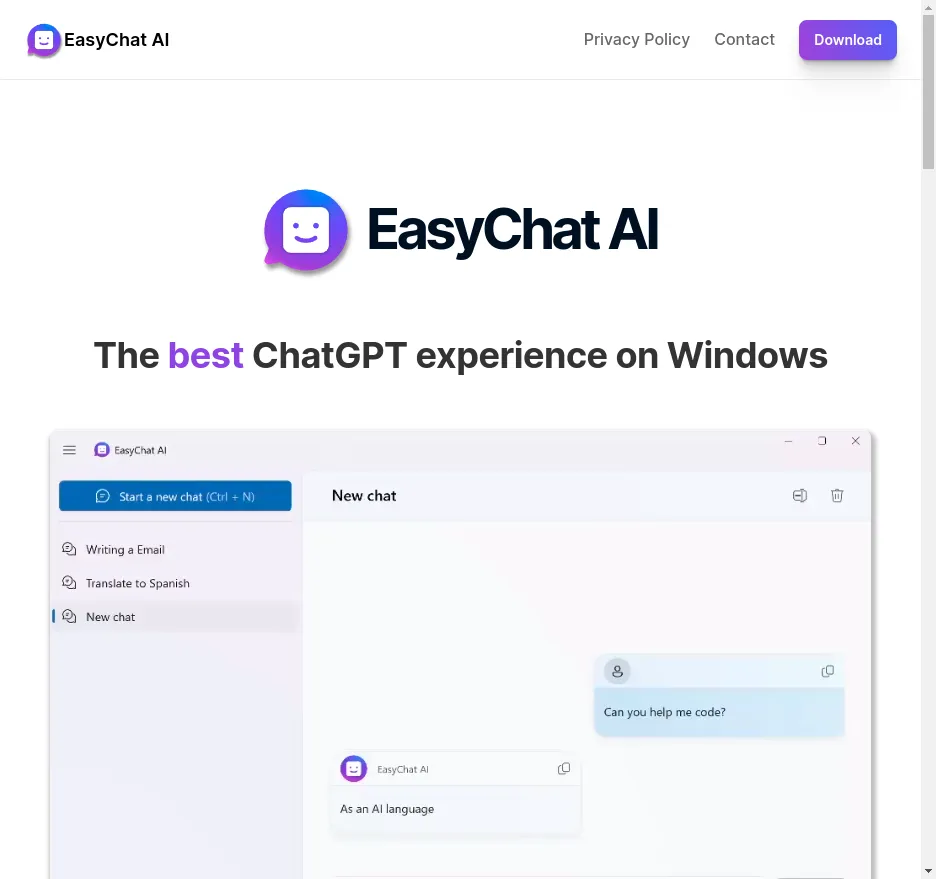 EasyChat AI
Privacy Policy
Contact
Download
EasyChat AI
The best ChatGPT experience on Windows
EasyChat AI
Start a new chat (Ctrl + N)
New chat
Writing a Email
Translate to Spanish
New chat
Can you help me code?
EasyChat AI
As an AI language